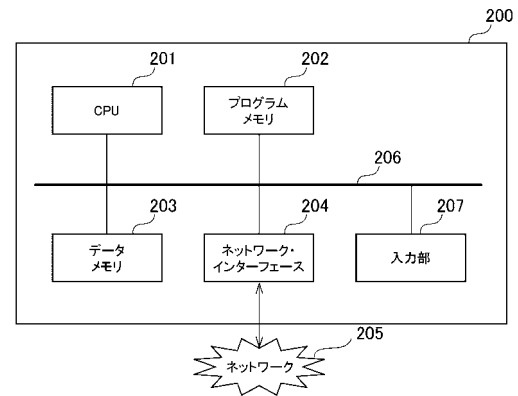 200
201
202
CPU
プログラム
メモリ
206
203
204
207
データ
メモリ
ネットワーク・
インターフェース
入力部
205
ネットワーク